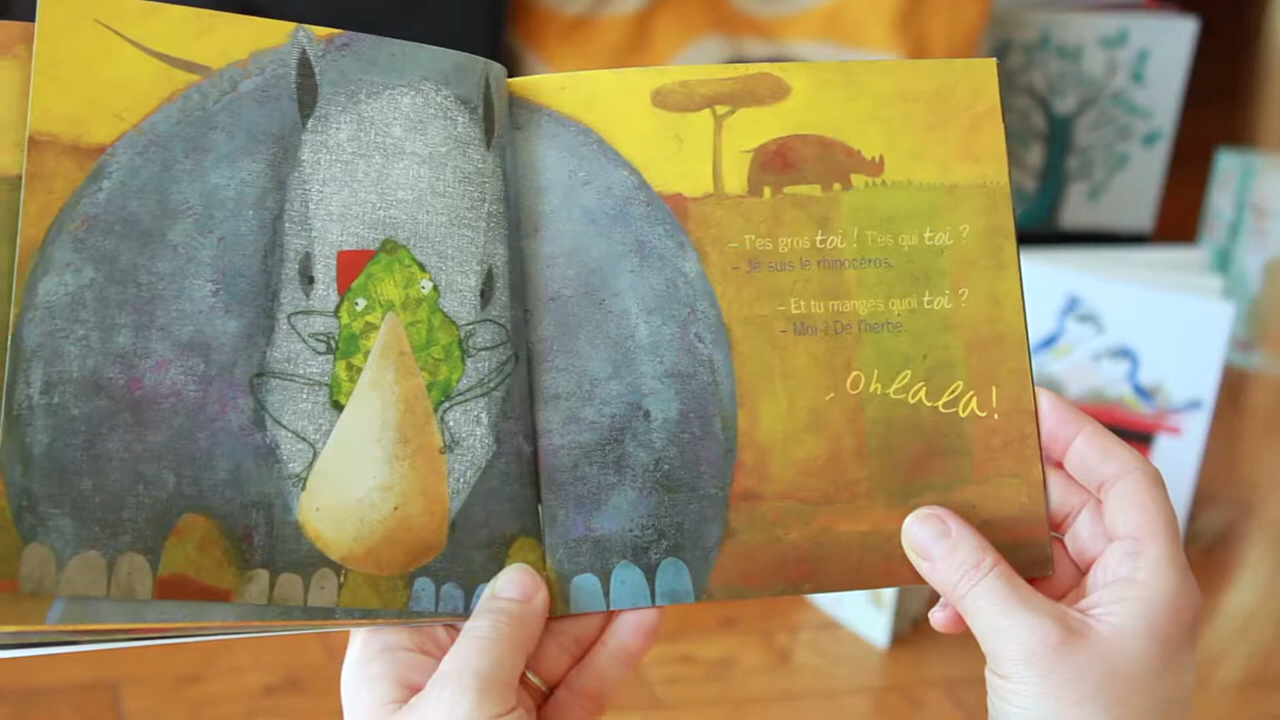 – T'es gros toi ! T'es qui toi ?
– Je suis le rhinocéros.
– Et tu manges quoi toi ?
– Moi ? De l'herbe.
– Ohlala !